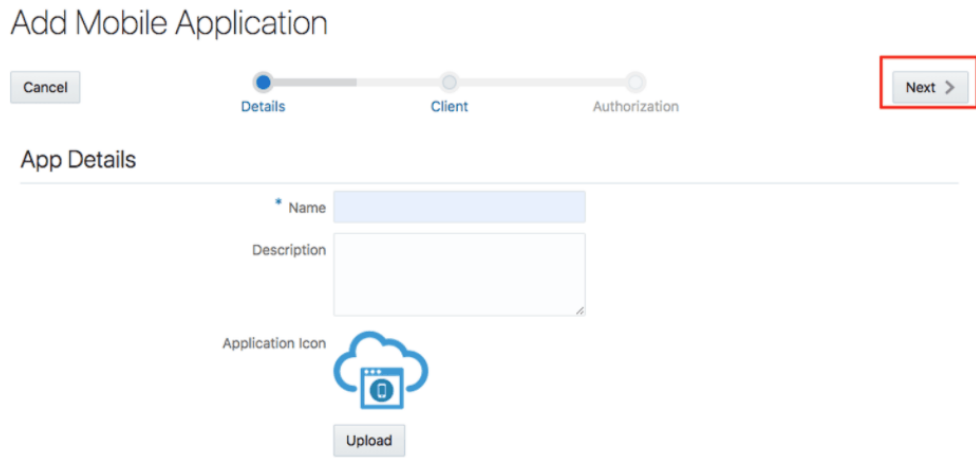 Add Mobile Application
Cancel
Next
Details
Client
Authorization
App Details
* Name
Description
Application Icon
Upload